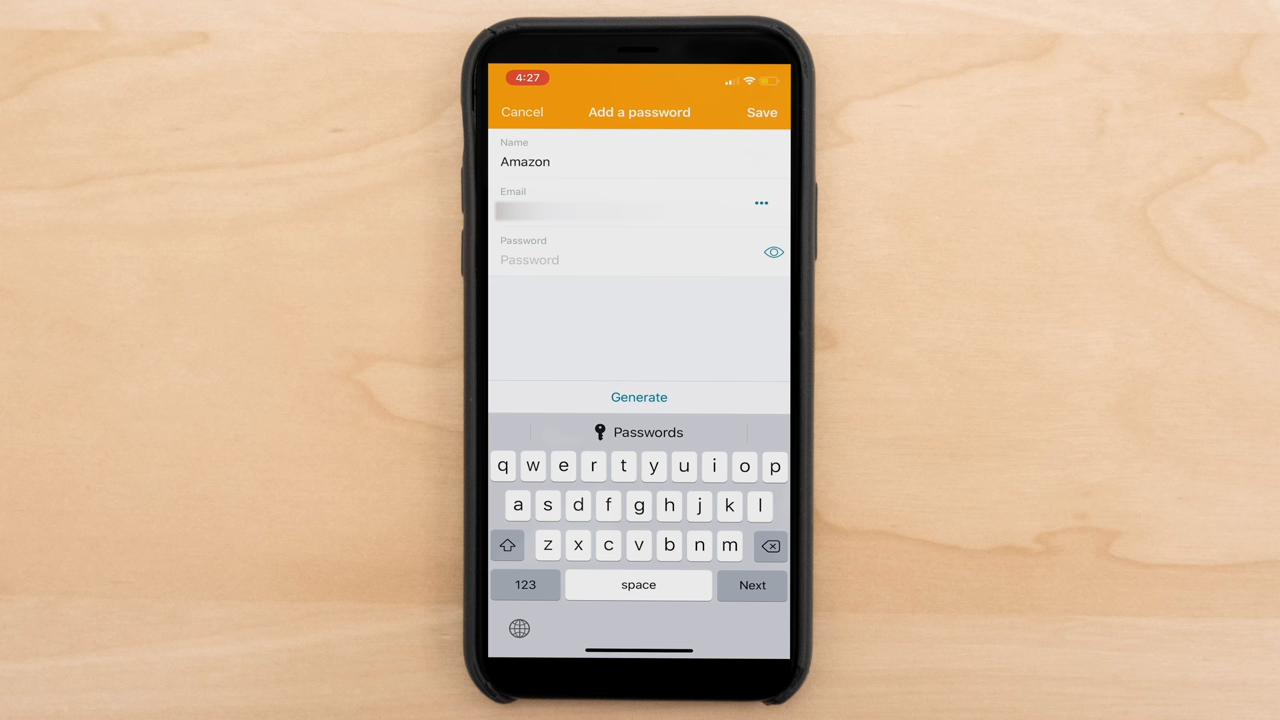 4:27
Cancel Add a password Save
Name
Amazon
Email
Password
Password
Generate
Passwords
q w e r t y u i o p
a s d f g h j k l
z x c v b n m
123 space Next